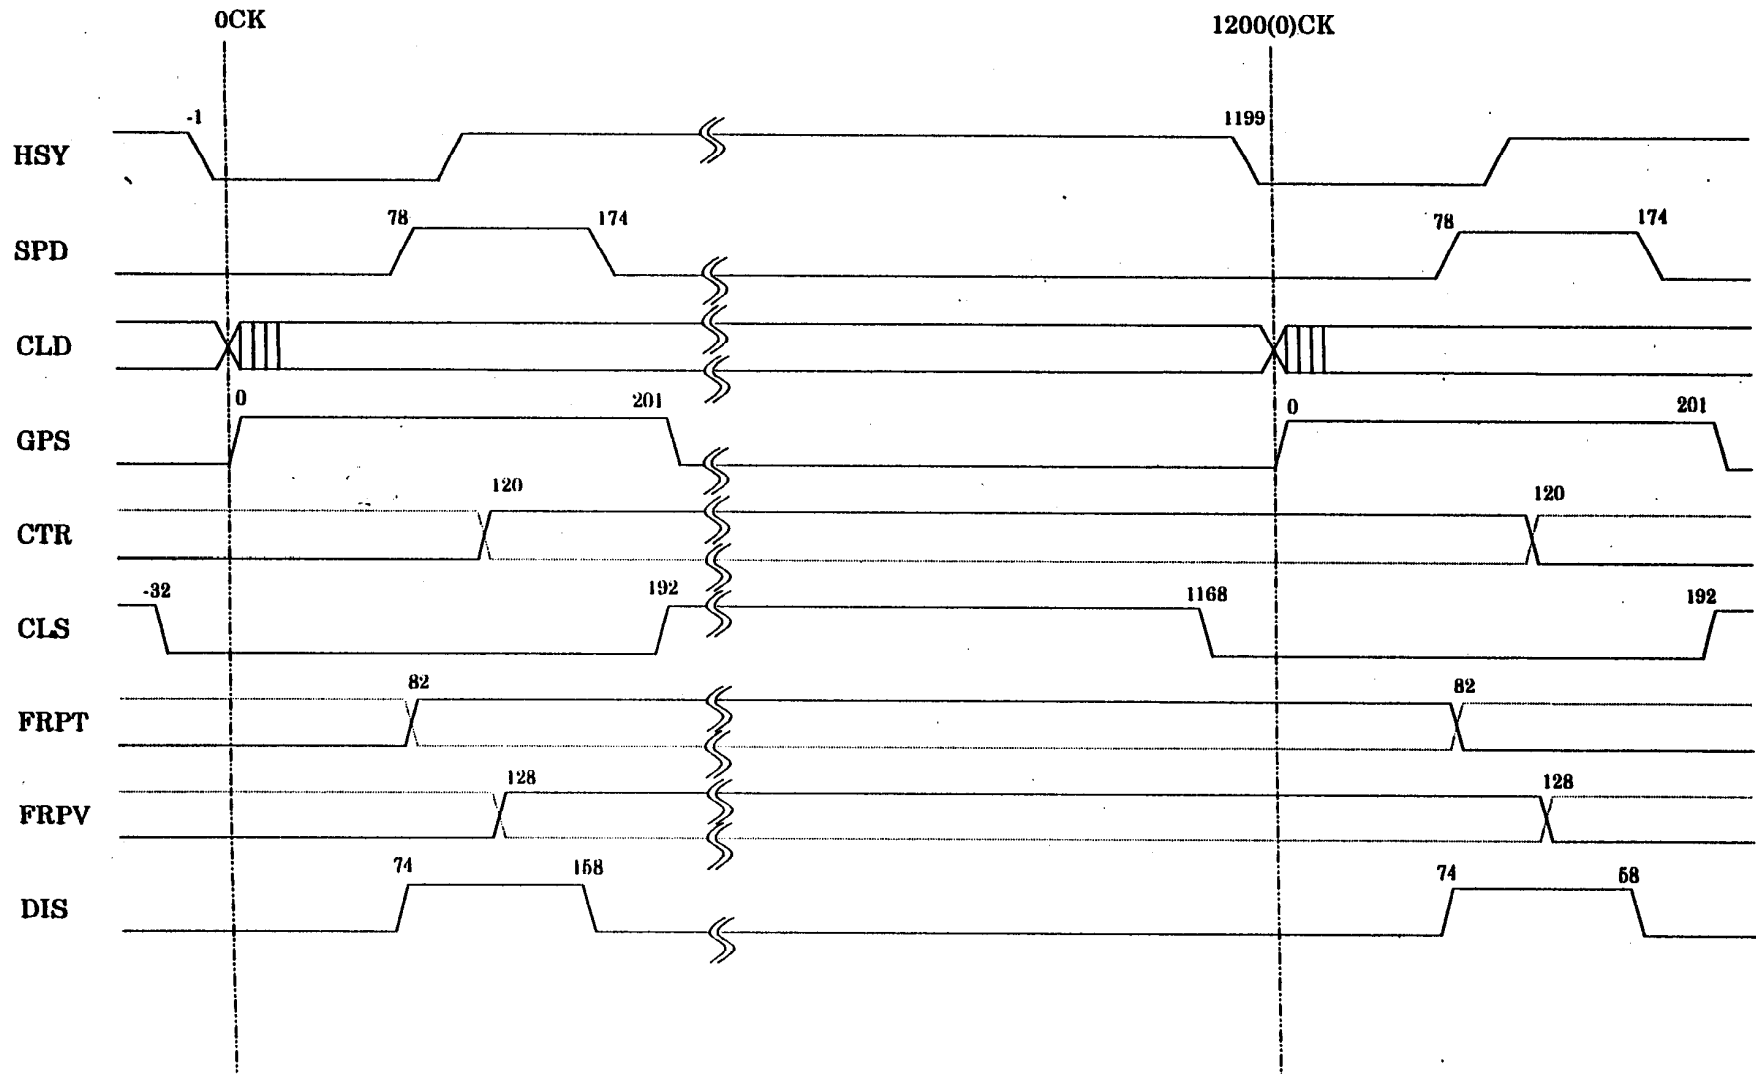 0CK 1200(0)CK
-1 1199
HSY
78 174 78 174
SPD
CLD
0 201 0 201
GPS
120 120
CTR
-32 192 1168 192
CLS
82 82
FRPT
128 128
FRPV
74 158 74 58
DIS